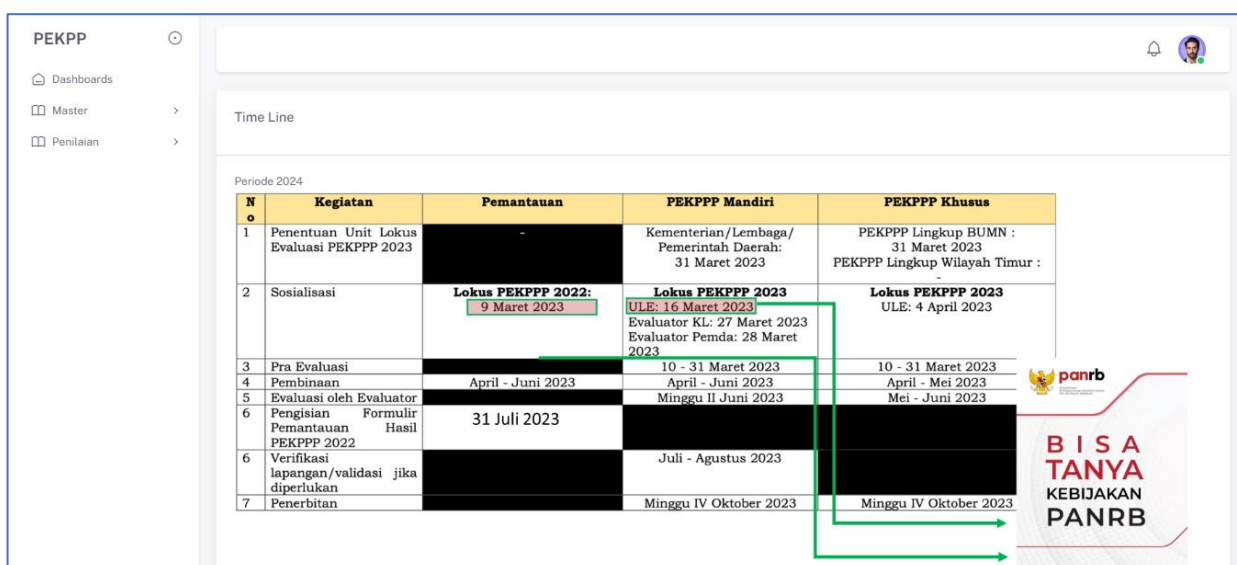 PEKPP
Dashboards
Master
Penilaian
Time Line
Periode 2024
No Kegiatan Pemantauan PEKPPP Mandiri PEKPPP Khusus
1 Penentuan Unit Lokus Evaluasi PEKPPP 2023
-
Kementerian/Lembaga/
Pemerintah Daerah:
31 Maret 2023
PEKPPP Lingkup BUMN :
31 Maret 2023
PEKPPP Lingkup Wilayah Timur :
-
2 Sosialisasi
Lokus PEKPPP 2022:
9 Maret 2023
Lokus PEKPPP 2023
ULE: 16 Maret 2023
Evaluator KL: 27 Maret 2023
Evaluator Pemda: 28 Maret
2023
Lokus PEKPPP 2023
ULE: 4 April 2023
3 Pra Evaluasi 10 - 31 Maret 2023 10 - 31 Maret 2023
4 Pembinaan April - Juni 2023 April - Juni 2023 April - Mei 2023
5 Evaluasi oleh Evaluator Minggu II Juni 2023 Mei - Juni 2023
6 Pengisian Formulir
Pemantauan Hasil
PEKPPP 2022
31 Juli 2023
6 Verifikasi
lapangan/validasi jika
diperlukan
Juli - Agustus 2023
7 Penerbitan Minggu IV Oktober 2023 Minggu IV Oktober 2023
panrb
BISA
TANYA
KEBIJAKAN
PANRB